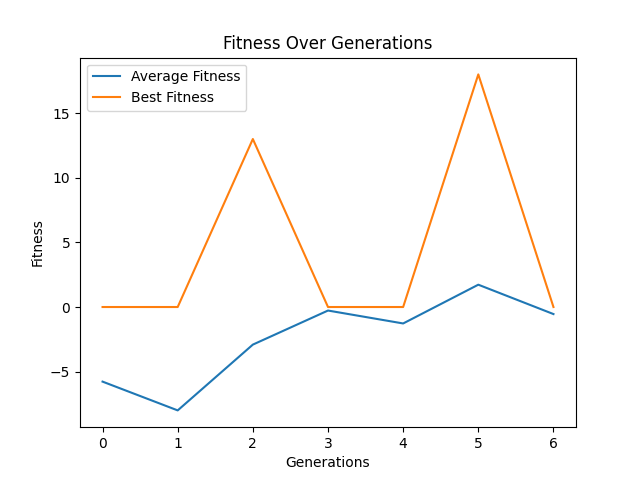 Fitness Over Generations
Average Fitness
Best Fitness
Fitness
15
10
5
0
−5
0 1 2 3 4 5 6
Generations